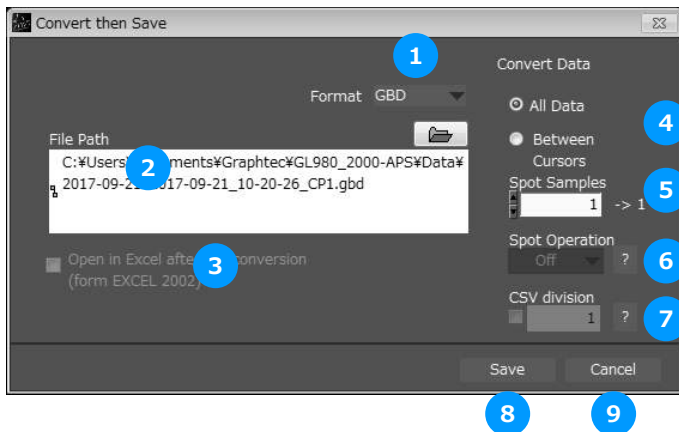 Convert then Save
1
Convert Data
Format GBD
All Data
4
File Path
Between
Cursors
C:¥Users 2 ments¥Graphtec¥GL980_2000-APS¥Data¥
2017-09-21 2017-09-21_10-20-26_CP1.gbd
Spot Samples
1 -> 1
5
Open in Excel after 3 conversion
(form EXCEL 2002)
Spot Operation
Off ?
6
CSV division
1 ?
7
Save Cancel
8 9